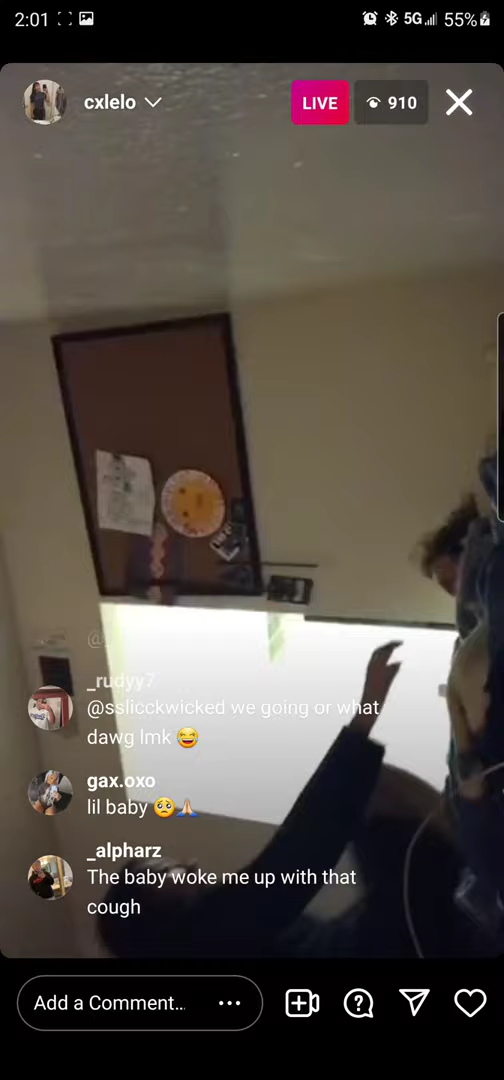 2:01
5G 55%
cxlelo
LIVE
910
_rudyy7
@sslicckwicked we going or what
dawg lmk 😂
gax.oxo
lil baby 🥺🙏🏻
_alpharz
The baby woke me up with that
cough
Add a Comment...